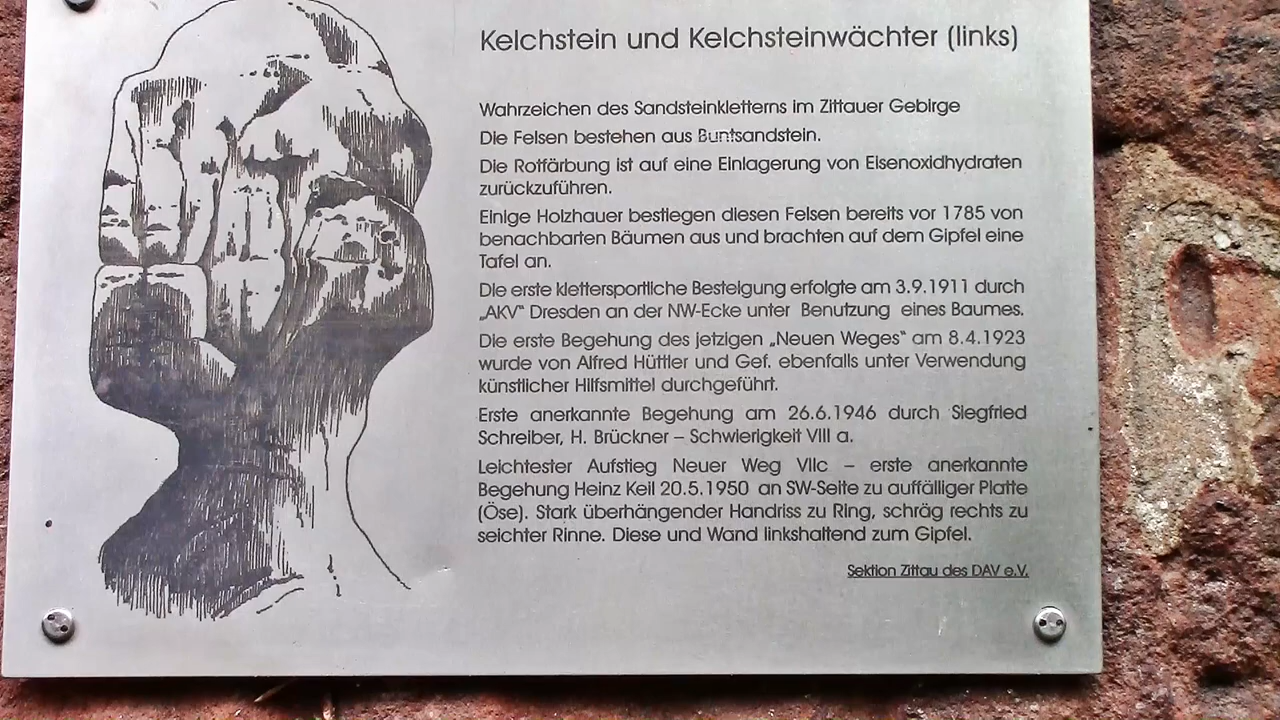 Kelchstein und Kelchsteinwächter (links)
Wahrzeichen des Sandsteinkletterns im Zittauer Gebirge
Die Felsen bestehen aus Buntsandstein.
Die Rotfärbung ist auf eine Einlagerung von Eisenoxidhydraten
zurückzuführen.
Einige Holzhauer bestiegen diesen Felsen bereits vor 1785 von
benachbarten Bäumen aus und brachten auf dem Gipfel eine
Tafel an.
Die erste klettersportliche Besteigung erfolgte am 3.9.1911 durch
„AKV“ Dresden an der NW-Ecke unter Benutzung eines Baumes.
Die erste Begehung des jetzigen „Neuen Weges“ am 8.4.1923
wurde von Alfred Hüttler und Gef. ebenfalls unter Verwendung
künstlicher Hilfsmittel durchgeführt.
Erste anerkannte Begehung am 26.6.1946 durch Siegfried
Schreiber, H. Brückner – Schwierigkeit VIII a.
Leichtester Aufstieg Neuer Weg VIIc – erste anerkannte
Begehung Heinz Keil 20.5.1950 an SW-Seite zu auffälliger Platte
(Öse). Stark überhängender Handriss zu Ring, schräg rechts zu
seichter Rinne. Diese und Wand linkshaltend zum Gipfel.
Sektion Zittau des DAV e.V.